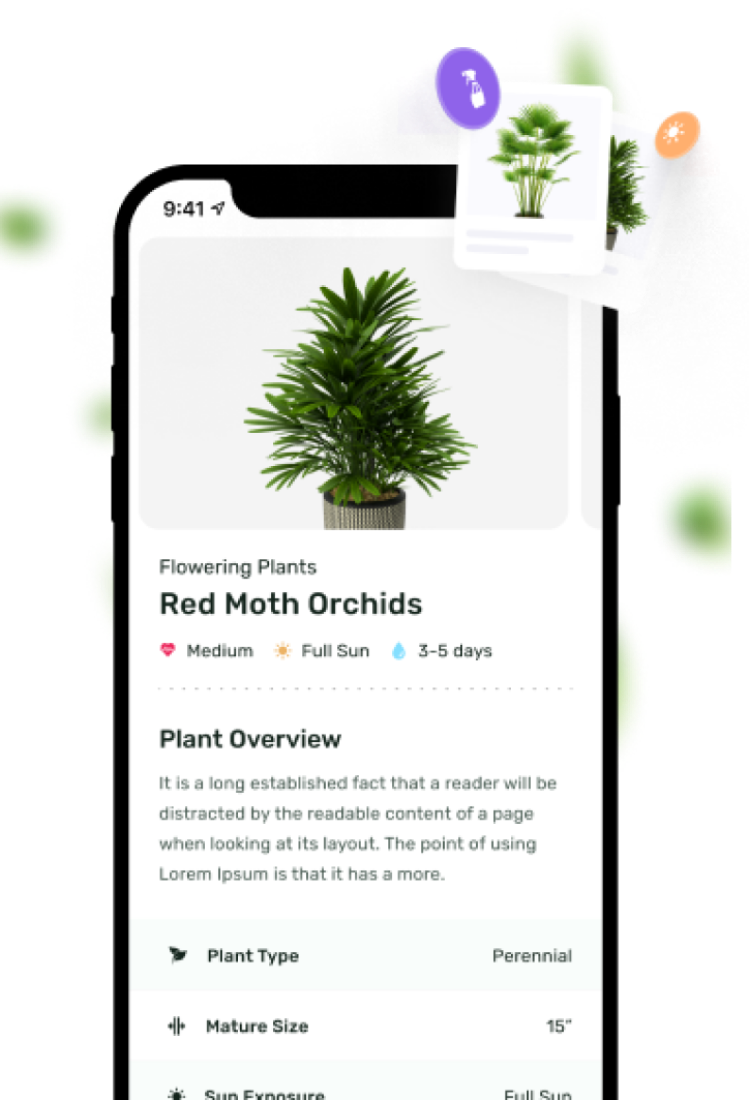 9:41
Flowering Plants
Red Moth Orchids
Medium Full Sun 3-5 days
Plant Overview
It is a long established fact that a reader will be
distracted by the readable content of a page
when looking at its layout. The point of using
Lorem Ipsum is that it has a more.
Plant Type Perennial
Mature Size 15″
Sun Exposure Full Sun